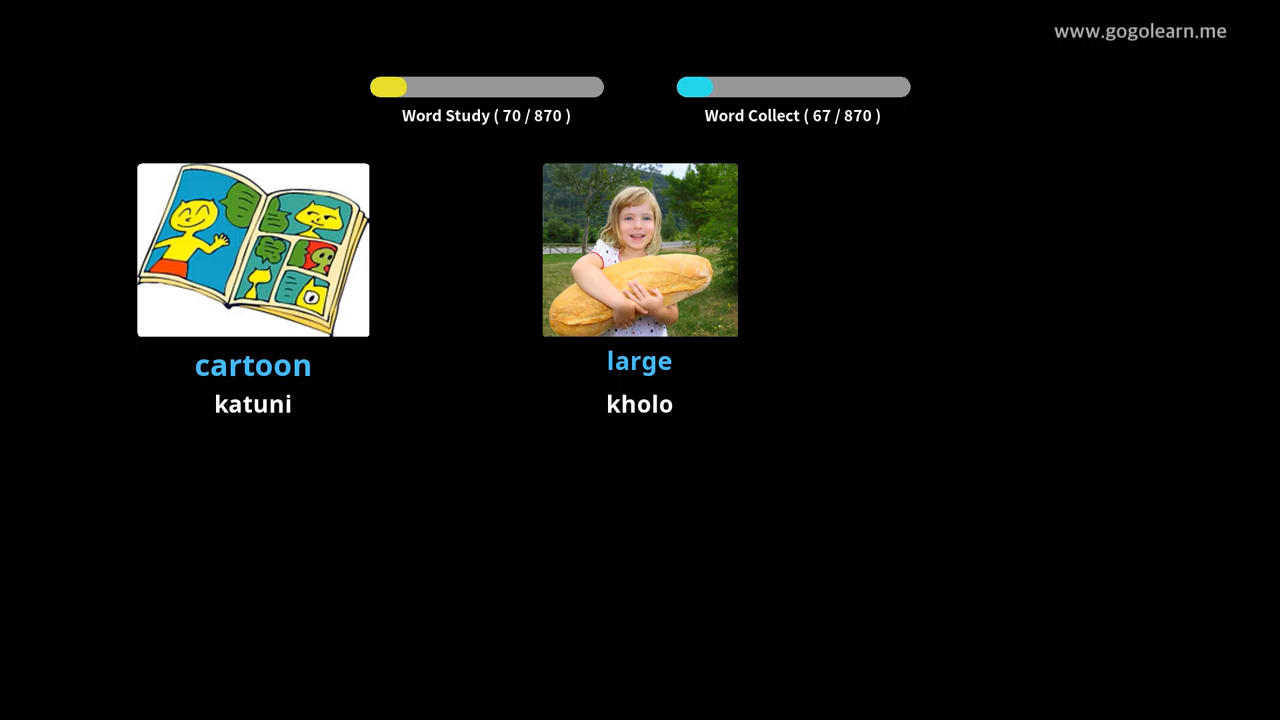 www.gogolearn.me
Word Study ( 70 / 870 )
Word Collect ( 67 / 870 )
cartoon
katuni
large
kholo